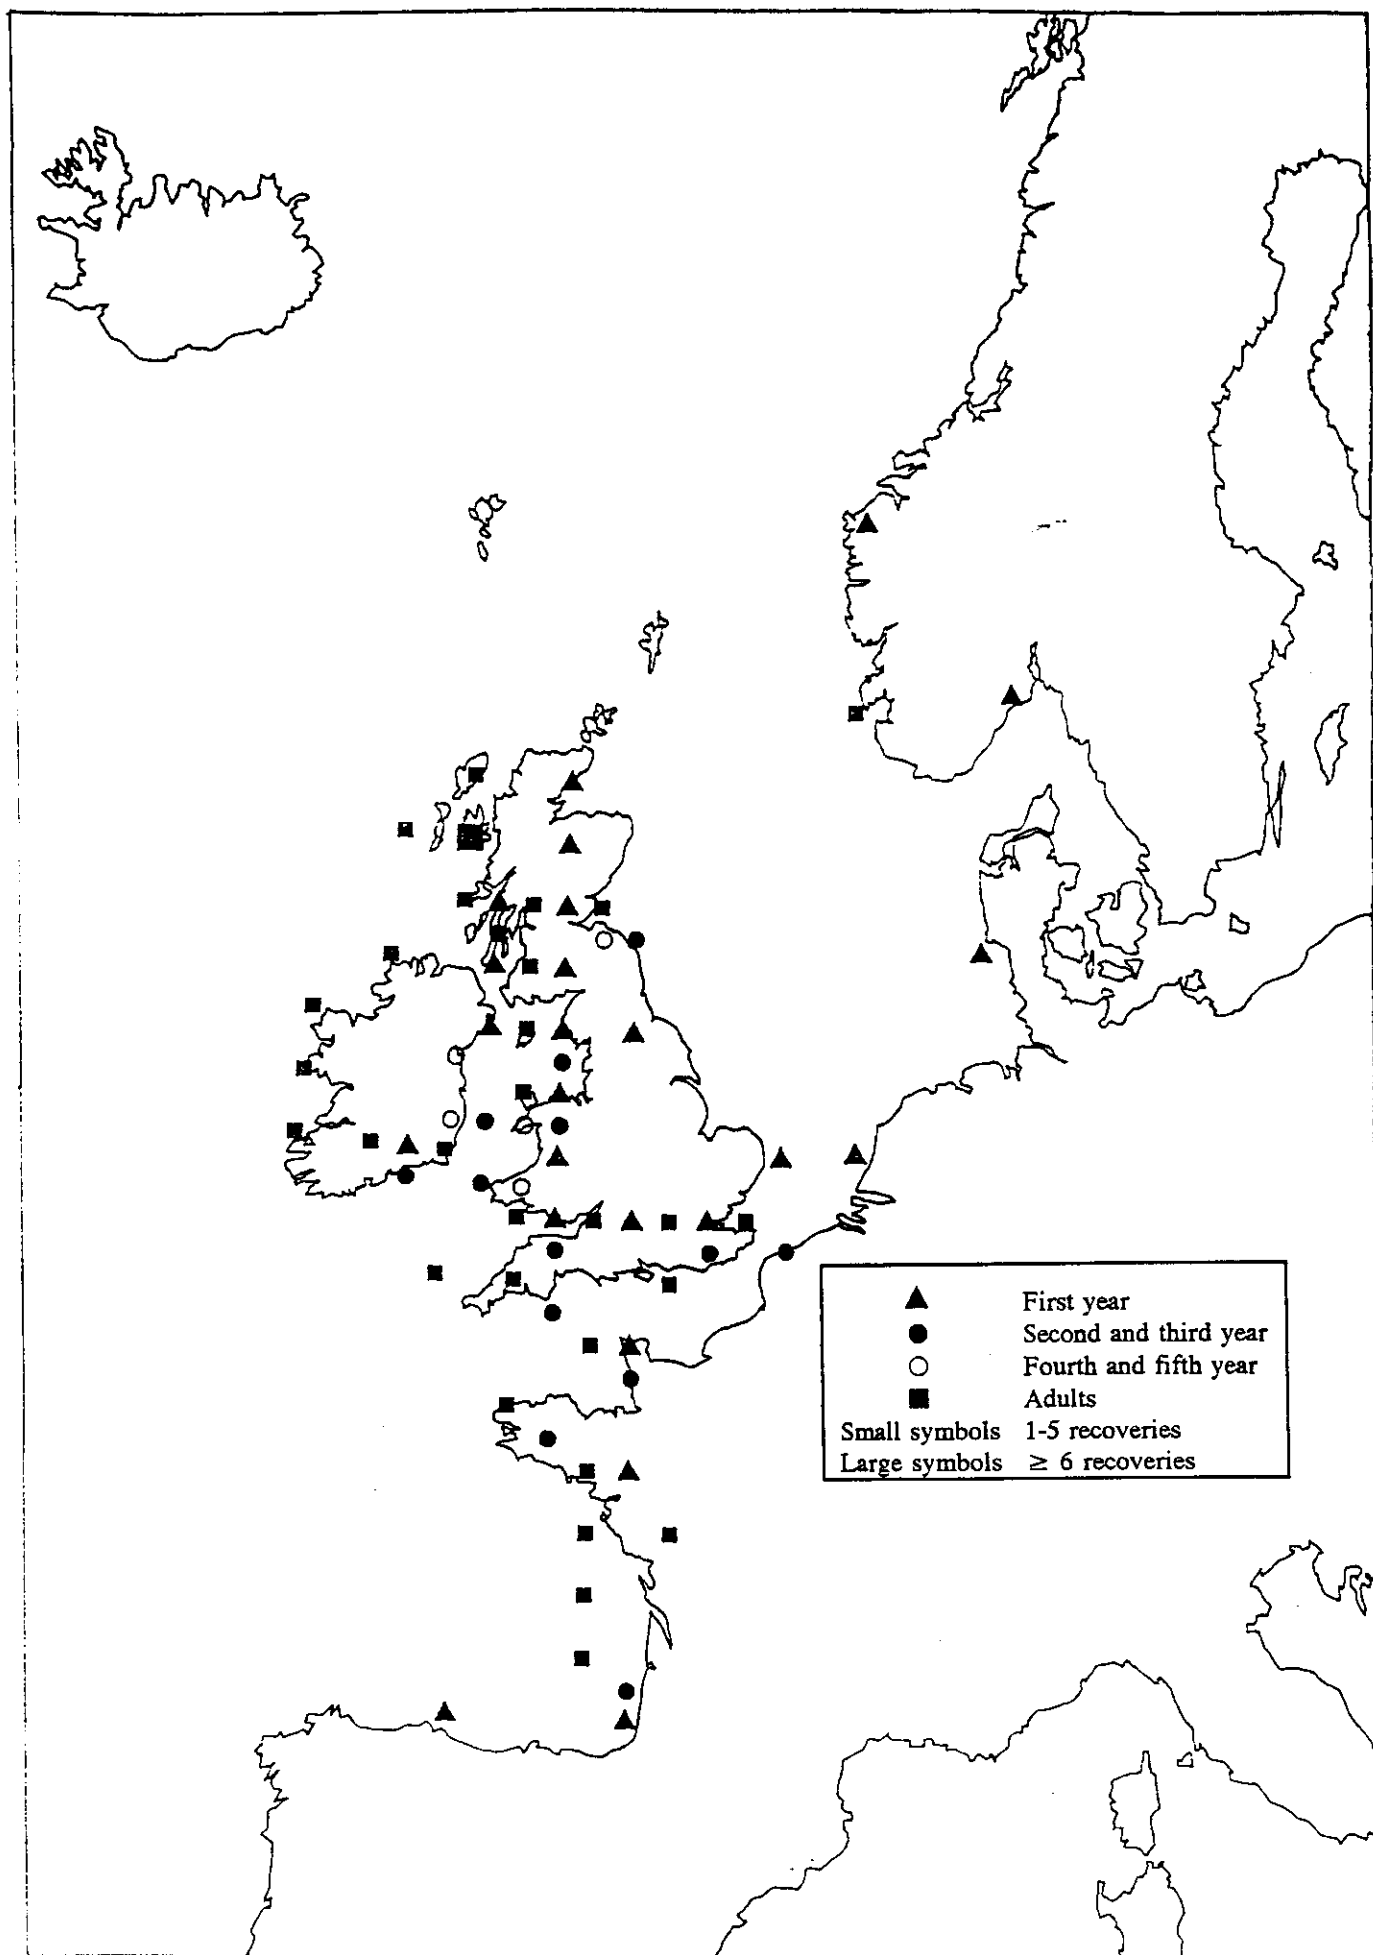 First year
Second and third year
Fourth and fifth year
Adults
Small symbols 1-5 recoveries
Large symbols ≥ 6 recoveries